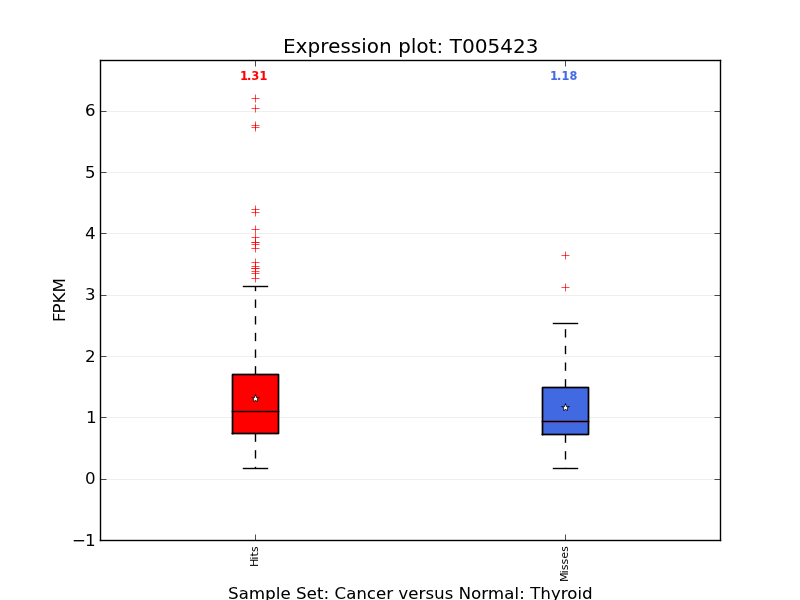 Expression plot: T005423
1.31
1.18
6
5
4
3
2
1
0
−1
FPKM
Hits
Misses
Sample Set: Cancer versus Normal: Thyroid